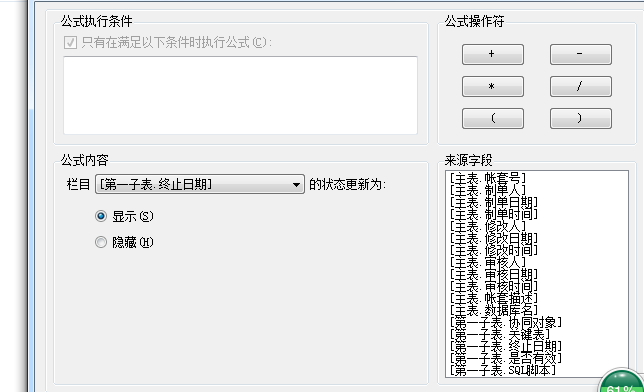 公式执行条件
只有在满足以下条件时执行公式(C):
公式操作符
+
-
*
/
(
)
公式内容
栏目 [第一子表.终止日期] 的状态更新为:
显示(S)
隐藏(H)
来源字段
[主表.帐套号]
[主表.制单人]
[主表.制单日期]
[主表.制单时间]
[主表.修改人]
[主表.修改日期]
[主表.修改时间]
[主表.审核人]
[主表.审核日期]
[主表.审核时间]
[主表.帐套描述]
[主表.数据库名]
[第一子表.协同对象]
[第一子表.关键表]
[第一子表.终止日期]
[第一子表.是否有效]
[第一子表.SQL脚本]
61%